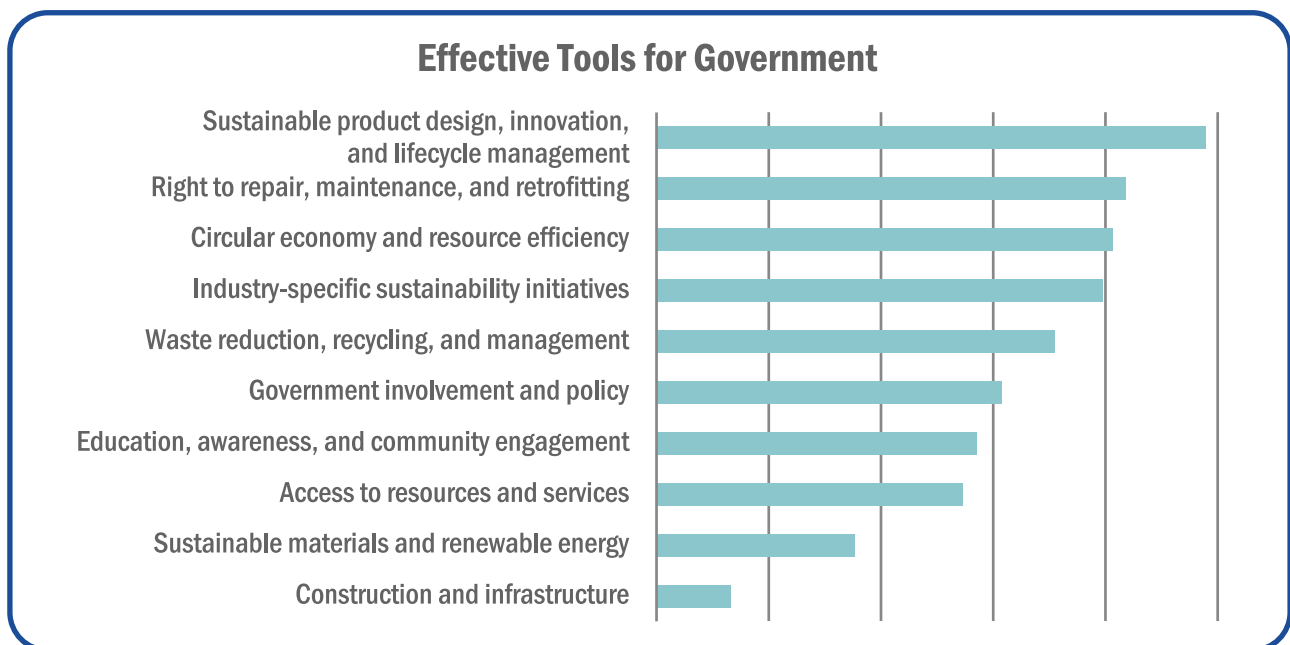 Effective Tools for Government
Sustainable product design, innovation,
and lifecycle management
Right to repair, maintenance, and retrofitting
Circular economy and resource efficiency
Industry-specific sustainability initiatives
Waste reduction, recycling, and management
Government involvement and policy
Education, awareness, and community engagement
Access to resources and services
Sustainable materials and renewable energy
Construction and infrastructure